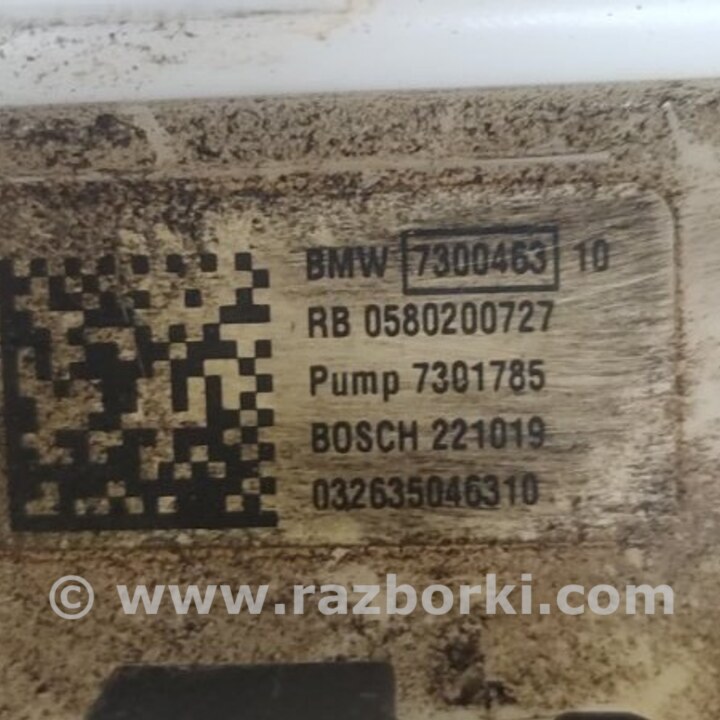 BMW 7300463 10
RB 0580200727
Pump 7301785
BOSCH 221019
032635046310
© www.razborki.com